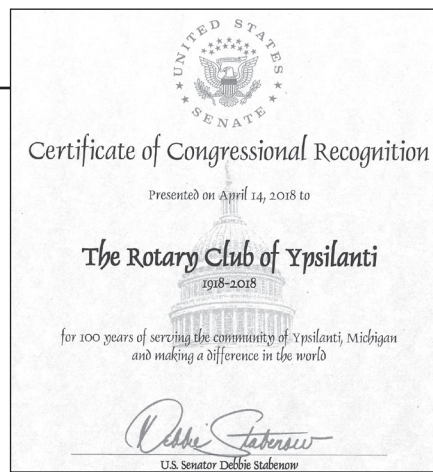 UNITED STATES
SENATE
Certificate of Congressional Recognition
Presented on April 14, 2018 to
The Rotary Club of Ypsilanti
1918-2018
for 100 years of serving the community of Ypsilanti, Michigan
and making a difference in the world
Debbie Stabenow
U.S. Senator Debbie Stabenow